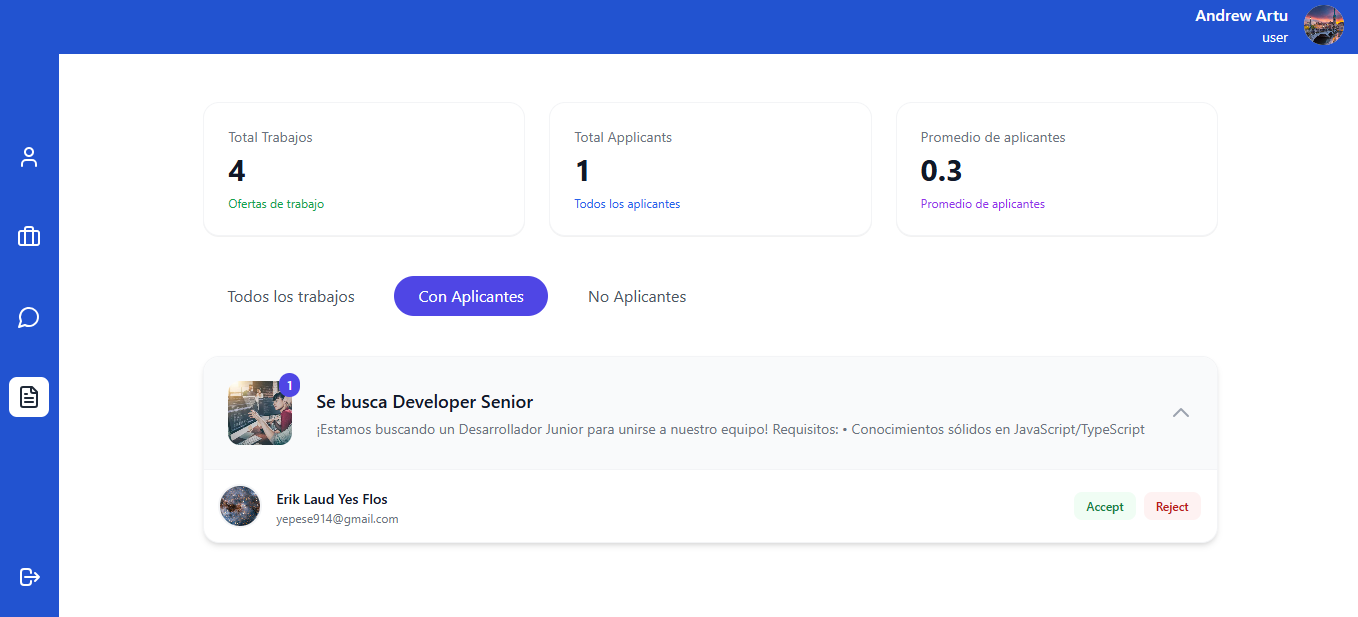 Andrew Artu
user
Total Trabajos
4
Ofertas de trabajo
Total Applicants
1
Todos los aplicantes
Promedio de aplicantes
0.3
Promedio de aplicantes
Todos los trabajos
Con Aplicantes
No Aplicantes
1
Se busca Developer Senior
¡Estamos buscando un Desarrollador Junior para unirse a nuestro equipo! Requisitos: • Conocimientos sólidos en JavaScript/TypeScript
Erik Laud Yes Flos
yepese914@gmail.com
Accept
Reject